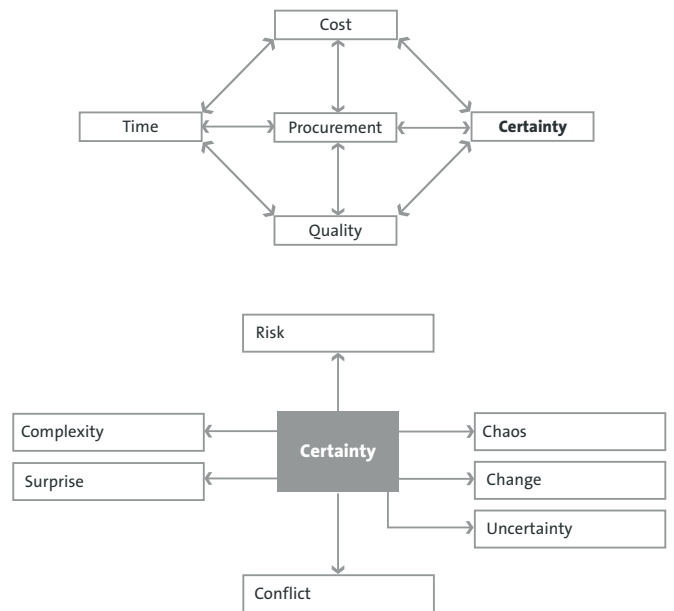 Cost
Time
Procurement
Certainty
Quality
Risk
Complexity
Certainty
Chaos
Surprise
Change
Uncertainty
Conflict